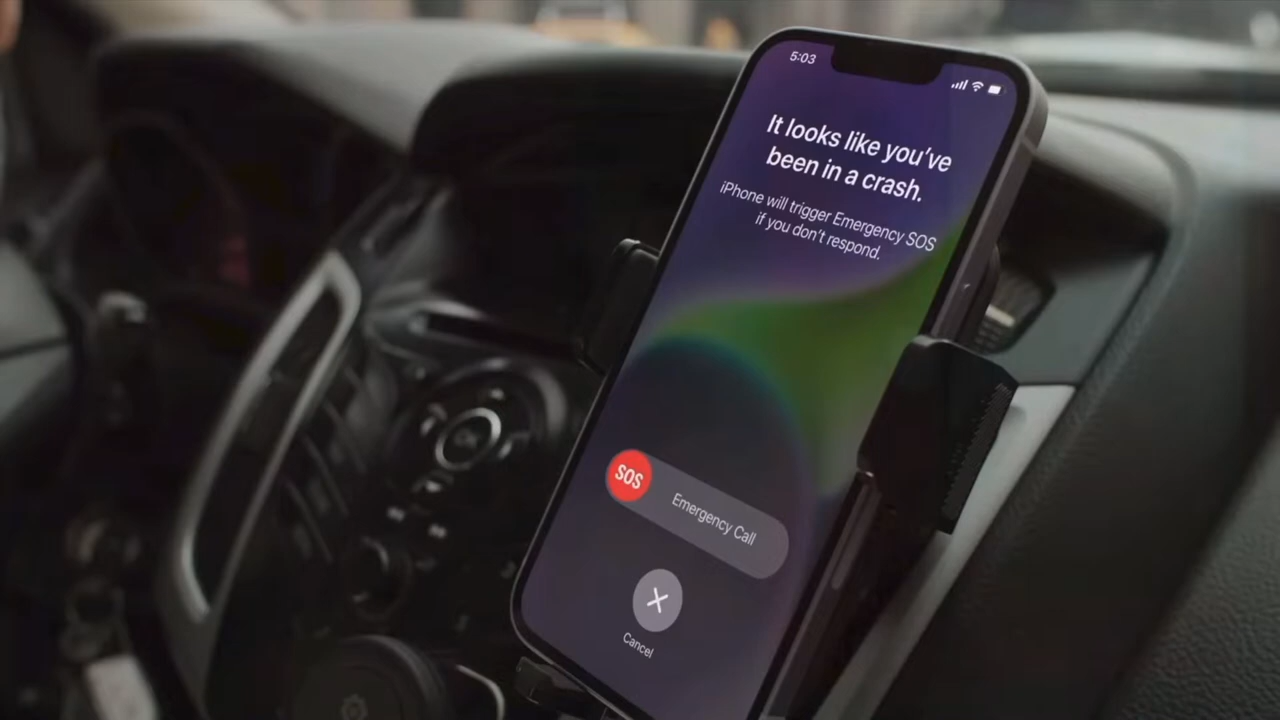 5:03
It looks like you've
been in a crash.
iPhone will trigger Emergency SOS
if you don't respond.
SOS
Emergency Call
Cancel